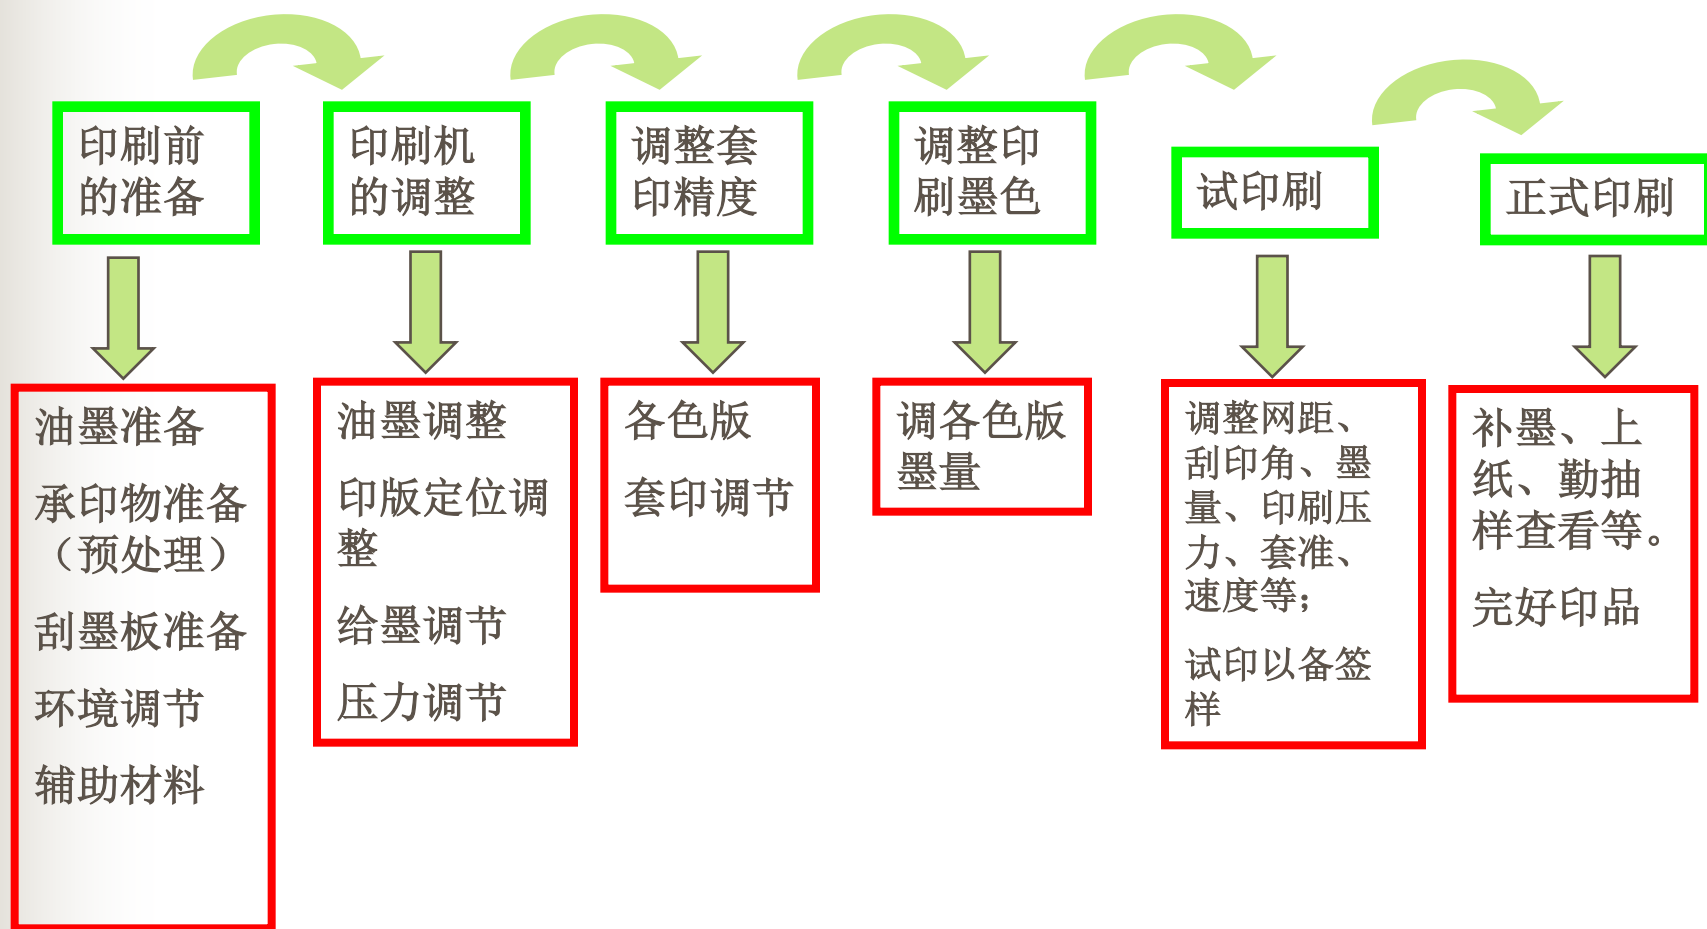 印刷前
的准备
印刷机
的调整
调整套
印精度
调整印
刷墨色
试印刷
正式印刷
油墨准备
承印物准备
（预处理）
刮墨板准备
环境调节
辅助材料
油墨调整
印版定位调
整
给墨调节
压力调节
各色版
套印调节
调各色版
墨量
调整网距、
刮印角、墨
量、印刷压
力、套准、
速度等；
试印以备签
样
补墨、上
纸、勤抽
样查看等。
完好印品